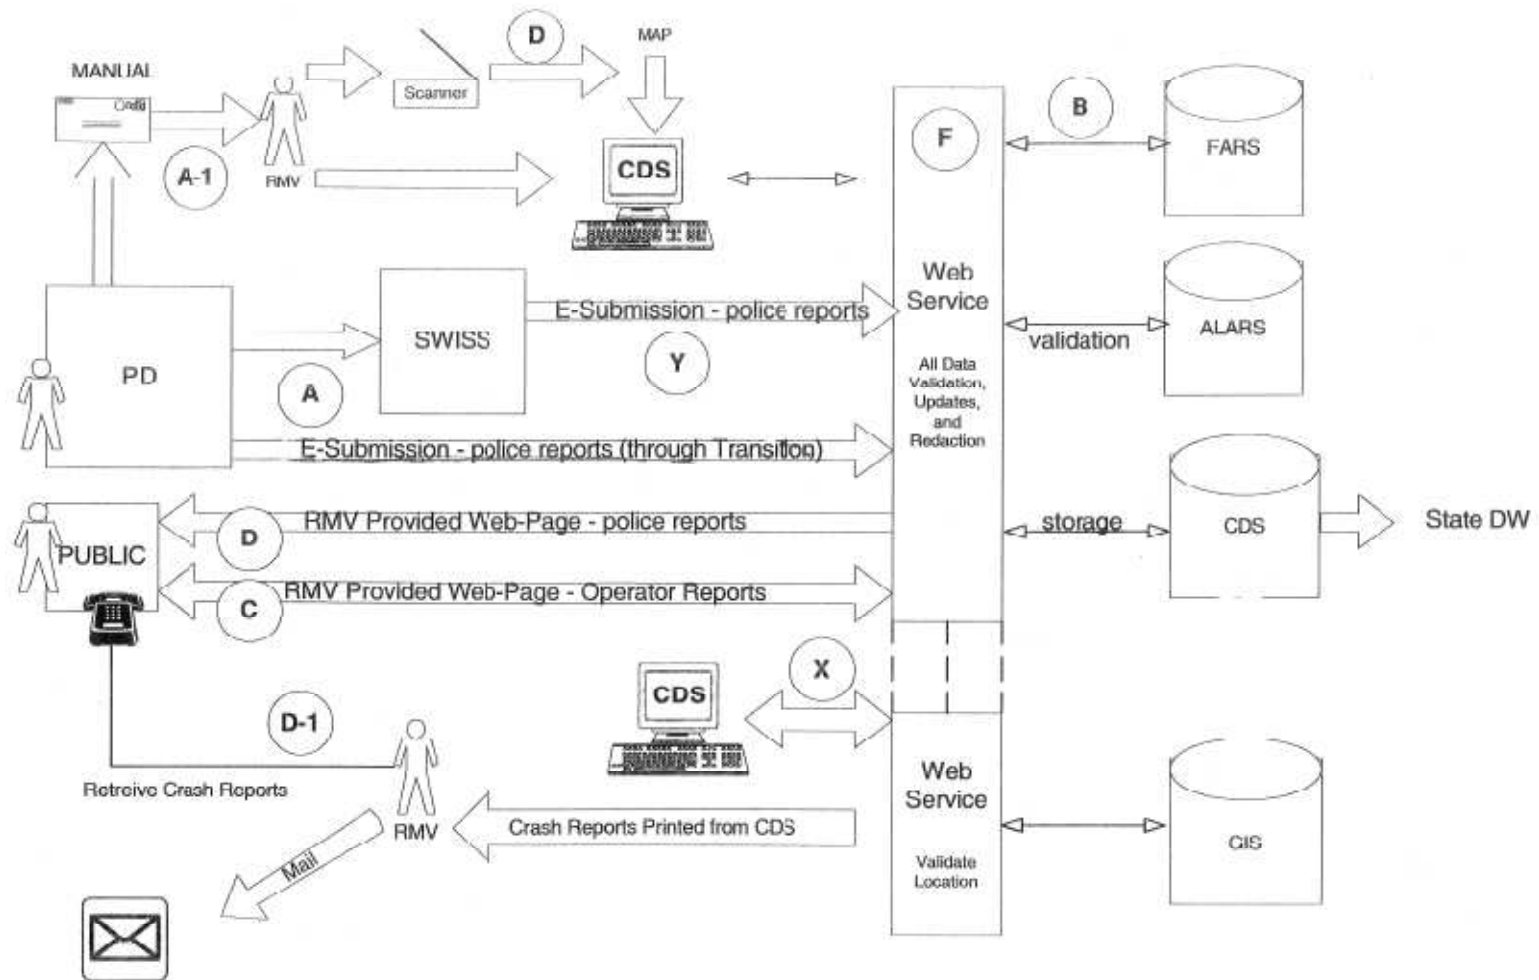 D
MAP
MANUAL
Scanner
A-1
RMV
CDS
F
B
FARS
Web
Service
E-Submission - police reports
SWISS
PD
A
Y
All Data
Validation,
Updates,
and
Redaction
validation
ALARS
E-Submission - police reports (through Transition)
RMV Provided Web-Page - police reports
D
PUBLIC
RMV Provided Web-Page - Operator Reports
C
storage
CDS
State DW
X
CDS
D-1
Retreive Crash Reports
RMV
Crash Reports Printed from CDS
Mail
Web
Service
Validate
Location
GIS